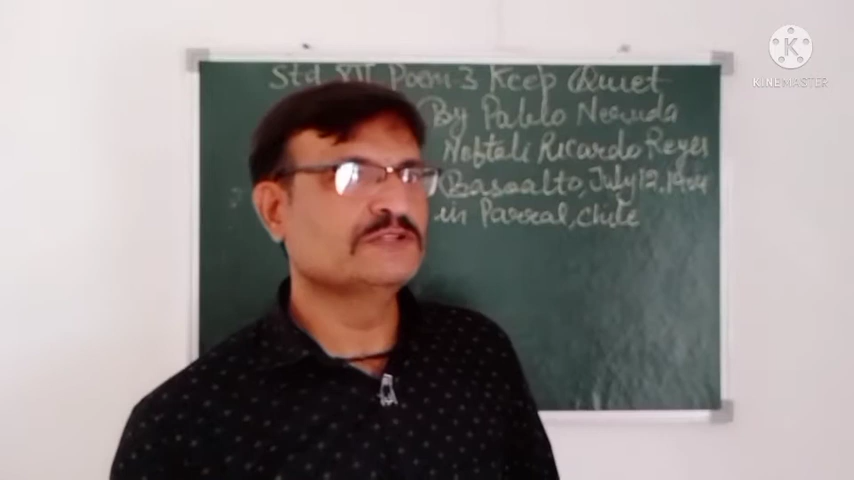 Std XII Poem 3 Keep Quiet
By Pablo Neruda
Neftali Ricardo Reyes
Basoalto, July 12, 1904
in Parral, Chile
K
KINEMASTER